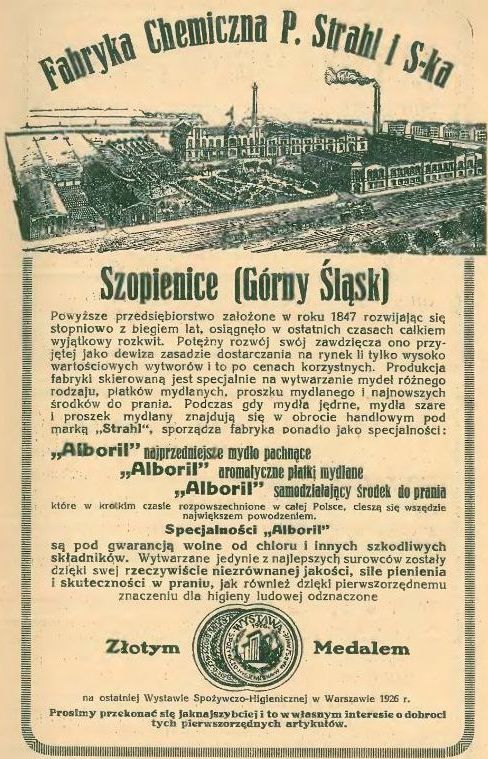 Fabryka Chemiczna P. Strahl i S-ka
Szopienice (Górny Śląsk)
Powyższe przedsiębiorstwo założone w roku 1847 rozwijając się
stopniowo z biegiem lat, osiągnęło w ostatnich czasach całkiem
wyjątkowy rozkwit. Potężny rozwój swój zawdzięcza ono przy-
jętej jako dewiza zasadzie dostarczania na rynek li tylko wysoko
wartościowych wytworów i to po cenach korzystnych. Produkcja
fabryki skierowaną jest specjalnie na wytwarzanie mydeł różnego
rodzaju, płatków mydlanych, proszku mydlanego i najnowszych
środków do prania. Podczas gdy mydła jędrne, mydła szare
i proszek mydlany znajdują się w obrocie handlowym pod
marką „Strahl", sporządza fabryka ponadto jako specjalności:
„Alboril" najprzedniejsze mydło pachnące
„Alboril" aromatyczne płatki mydlane
„Alboril" samodziałający środek do prania
które w krótkim czasie rozpowszechnione w całej Polsce, cieszą się wszędzie
największem powodzeniem.
Specjalności „Alboril"
są pod gwarancją wolne od chloru i innych szkodliwych
składników. Wytwarzane jedynie z najlepszych surowców zostały
dzięki swej rzeczywiście niezrównanej jakości, sile pienienia
i skuteczności w praniu, jak również dzięki pierwszorzędnemu
znaczeniu dla higieny ludowej odznaczone
Złotym Medalem
WYSTAWA
na ostatniej Wystawie Spożywczo-Higienicznej w Warszawie 1926 r.
Prosimy przekonać się jaknajszybciej i to w własnym interesie o dobroci
tych pierwszorzędnych artykułów.